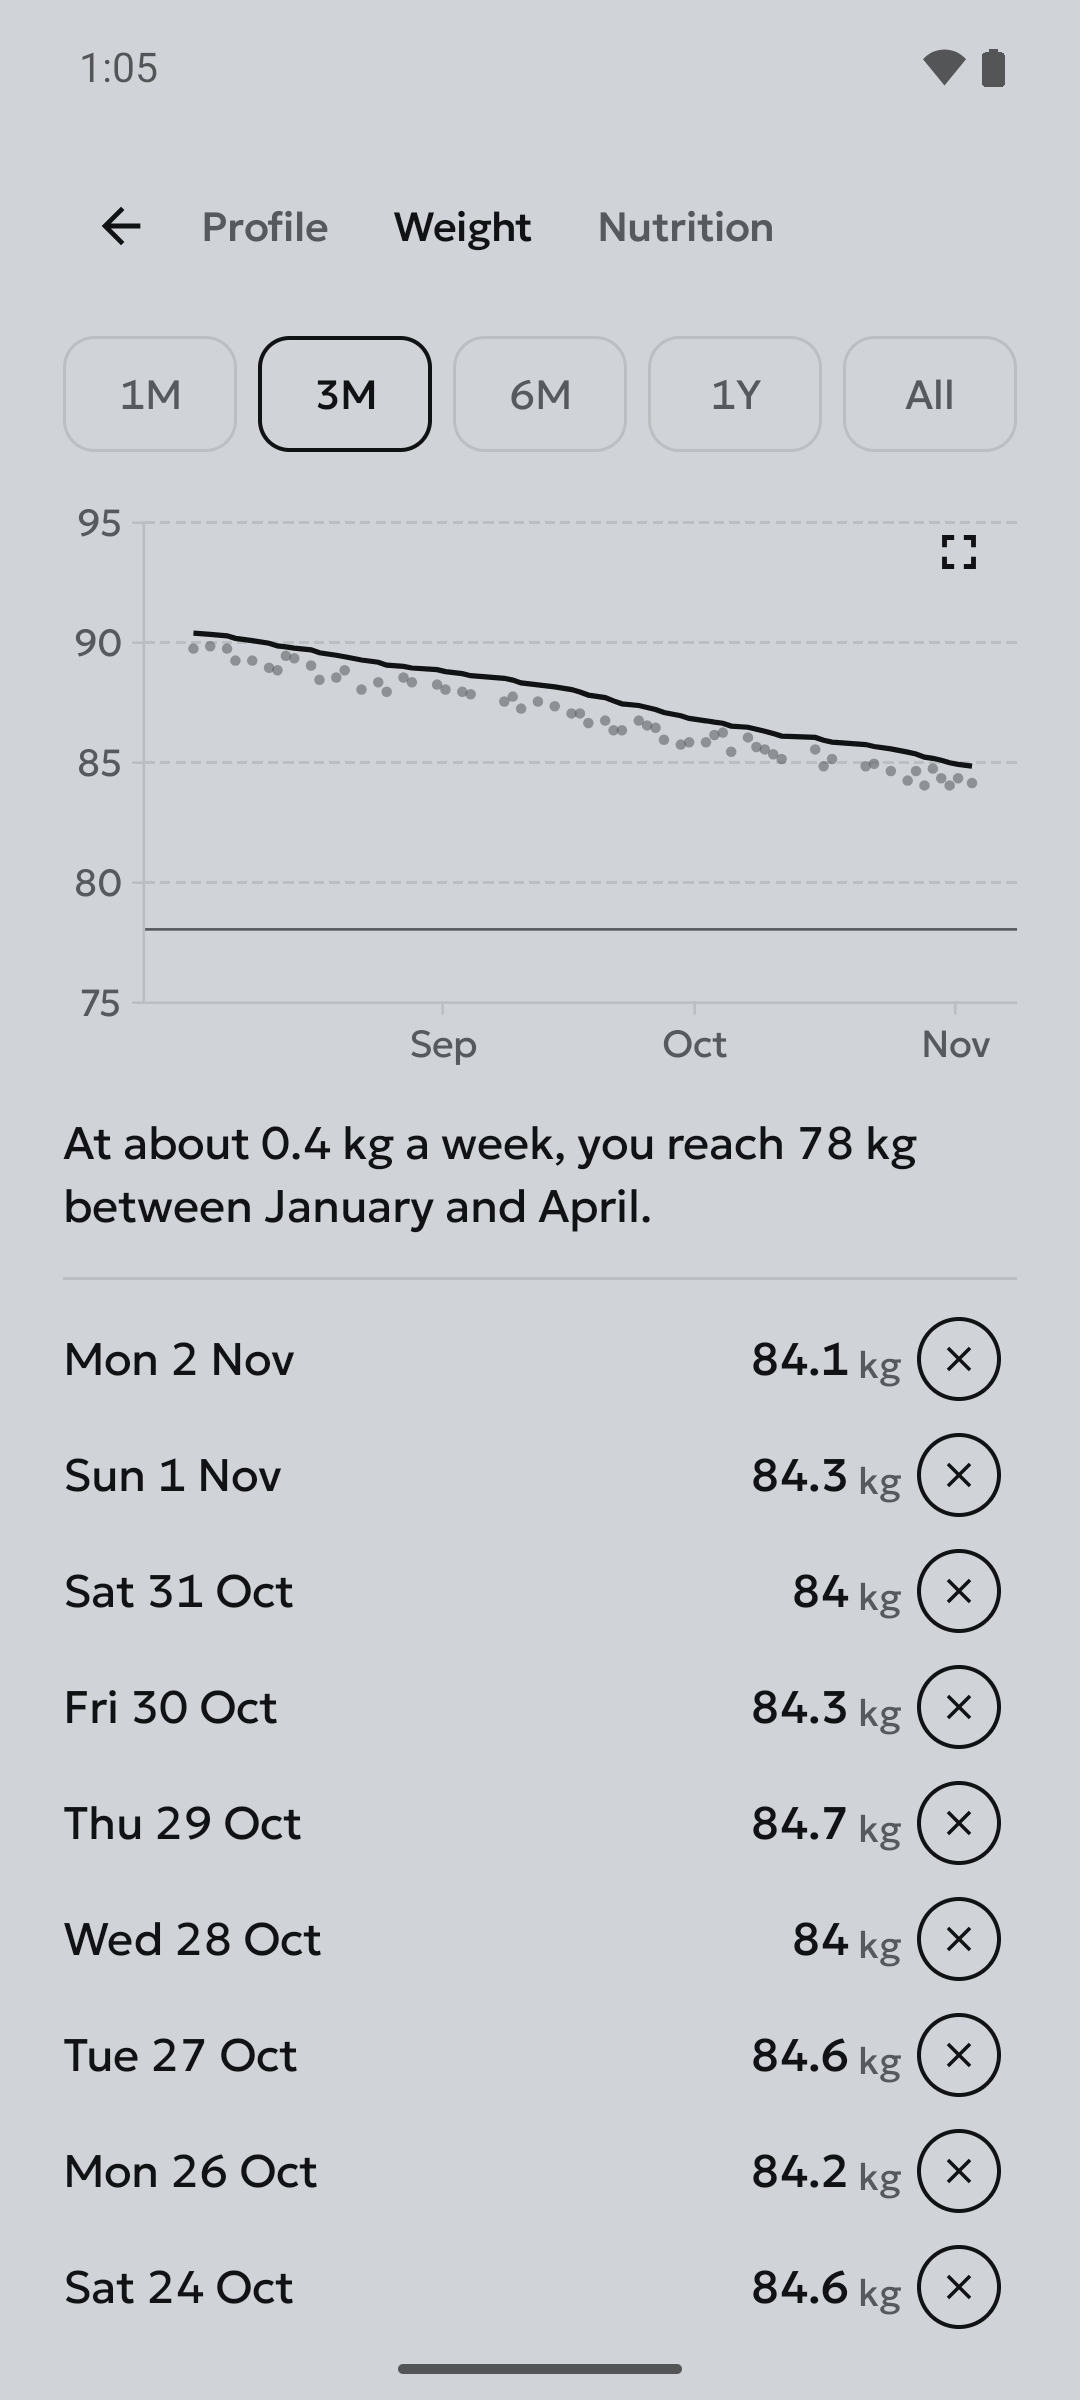 1:05
Profile Weight Nutrition
1M 3M 6M 1Y All
95
90
85
80
75
Sep Oct Nov
At about 0.4 kg a week, you reach 78 kg
between January and April.
Mon 2 Nov 84.1 kg
Sun 1 Nov 84.3 kg
Sat 31 Oct 84 kg
Fri 30 Oct 84.3 kg
Thu 29 Oct 84.7 kg
Wed 28 Oct 84 kg
Tue 27 Oct 84.6 kg
Mon 26 Oct 84.2 kg
Sat 24 Oct 84.6 kg